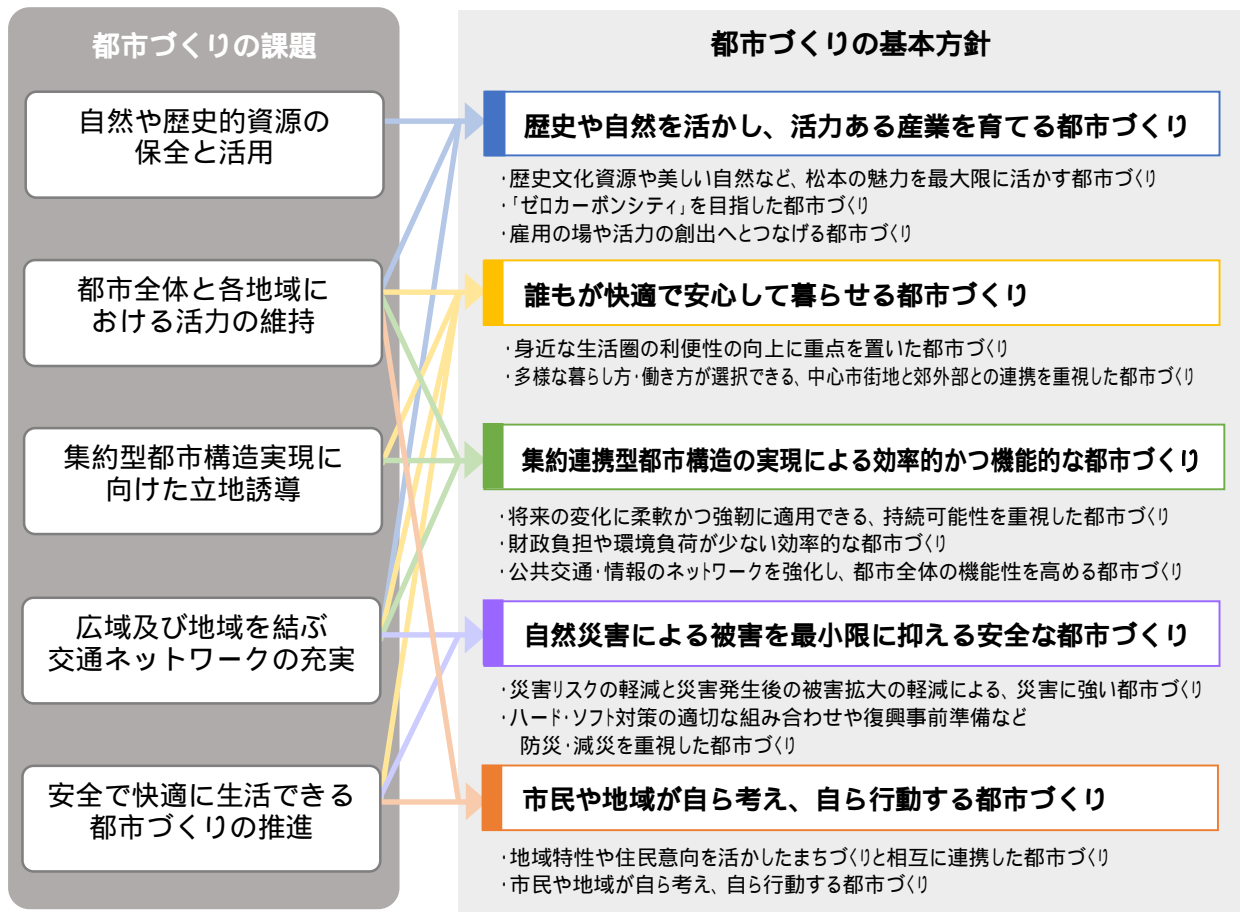 都市づくりの課題
自然や歴史的資源の
保全と活用
都市全体と各地域に
おける活力の維持
集約型都市構造実現に
向けた立地誘導
広域及び地域を結ぶ
交通ネットワークの充実
安全で快適に生活できる
都市づくりの推進
都市づくりの基本方針
歴史や自然を活かし、活力ある産業を育てる都市づくり
・歴史文化資源や美しい自然など、松本の魅力を最大限に活かす都市づくり
・「ゼロカーボンシティ」を目指した都市づくり
・雇用の場や活力の創出へとつなげる都市づくり
誰もが快適で安心して暮らせる都市づくり
・身近な生活圏の利便性の向上に重点を置いた都市づくり
・多様な暮らし方・働き方が選択できる、中心市街地と郊外部との連携を重視した都市づくり
集約連携型都市構造の実現による効率的かつ機能的な都市づくり
・将来の変化に柔軟かつ強靭に適用できる、持続可能性を重視した都市づくり
・財政負担や環境負荷が少ない効率的な都市づくり
・公共交通・情報のネットワークを強化し、都市全体の機能性を高める都市づくり
自然災害による被害を最小限に抑える安全な都市づくり
・災害リスクの軽減と災害発生後の被害拡大の軽減による、災害に強い都市づくり
・ハード・ソフト対策の適切な組み合わせや復興事前準備など
防災・減災を重視した都市づくり
市民や地域が自ら考え、自ら行動する都市づくり
・地域特性や住民意向を活かしたまちづくりと相互に連携した都市づくり
・市民や地域が自ら考え、自ら行動する都市づくり